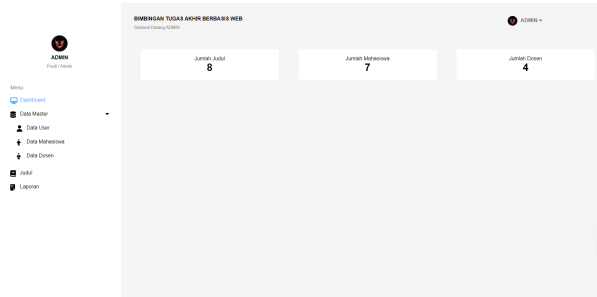 ADMIN
Prodi / Admin
Menu
Dashboard
Data Master
Data User
Data Mahasiswa
Data Dosen
Judul
Laporan
BIMBINGAN TUGAS AKHIR BERBASIS WEB
Selamat Datang ADMIN
ADMIN
Jumlah Judul
8
Jumlah Mahasiswa
7
Jumlah Dosen
4